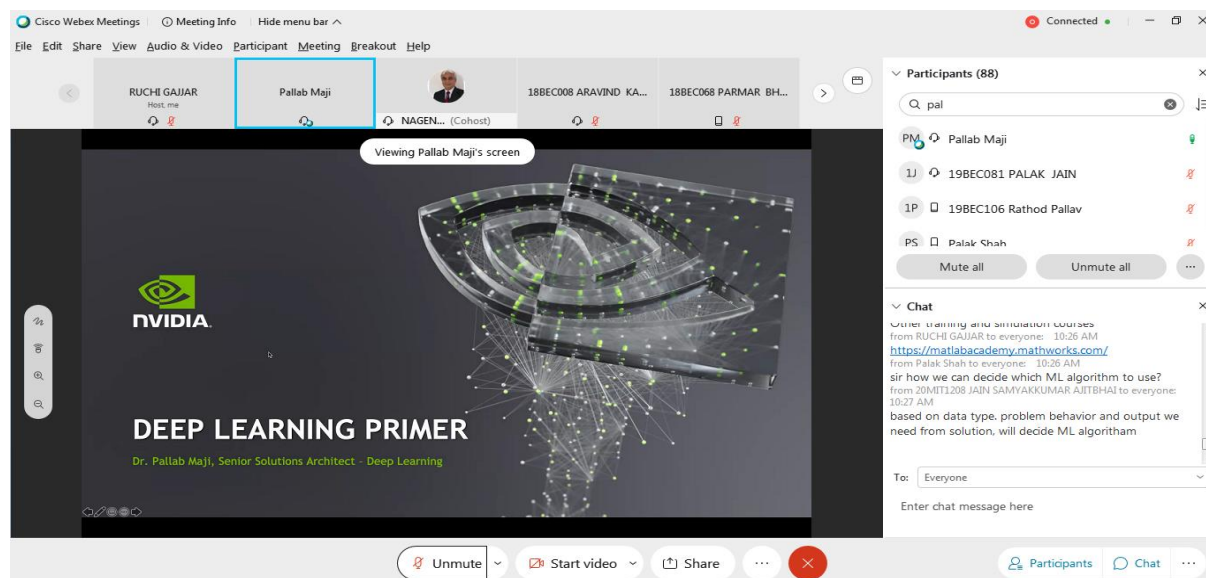 Cisco Webex Meetings Meeting Info Hide menu bar Connected
File Edit Share View Audio & Video Participant Meeting Breakout Help
RUCHI GAJJAR
Host, me
Pallab Maji
NAGEN... (Cohost)
18BEC008 ARAVIND KA...
18BEC068 PARMAR BH...
Viewing Pallab Maji's screen
NVIDIA.
DEEP LEARNING PRIMER
Dr. Pallab Maji, Senior Solutions Architect - Deep Learning
Participants (88)
pal
PM Pallab Maji
1J 19BEC081 PALAK JAIN
1P 19BEC106 Rathod Pallav
PS Palak Shah
Mute all Unmute all
Chat
Other training and simulation courses
from RUCHI GAJJAR to everyone: 10:26 AM
https://matlabacademy.mathworks.com/
from Palak Shah to everyone: 10:26 AM
sir how we can decide which ML algorithm to use?
from 20MIT1208 JAIN SAMYAKKUMAR AJITBHAI to everyone:
10:27 AM
based on data type, problem behavior and output we
need from solution, will decide ML algoritham
To: Everyone
Enter chat message here
Unmute Start video Share Participants Chat